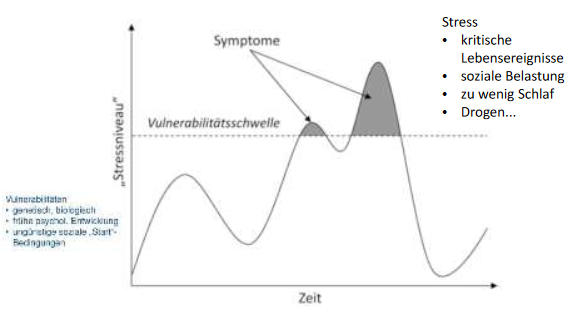 Stress
• kritische
Lebensereignisse
• soziale Belastung
• zu wenig Schlaf
• Drogen...
Symptome
Vulnerabilitätsschwelle
„Stressniveau“
Vulnerabilitäten
• genetisch, biologisch
• frühe psychol. Entwicklung
• ungünstige soziale „Start“-
Bedingungen
Zeit